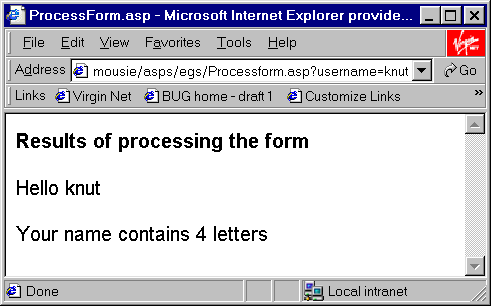 ProcessForm.asp - Microsoft Internet Explorer provide...
File Edit View Favorites Tools Help
Virgin
Address mousie/asps/egs/Processform.asp?username=knut Go
Links Virgin Net BUG home - draft 1 Customize Links »
Results of processing the form
Hello knut
Your name contains 4 letters
Done Local intranet